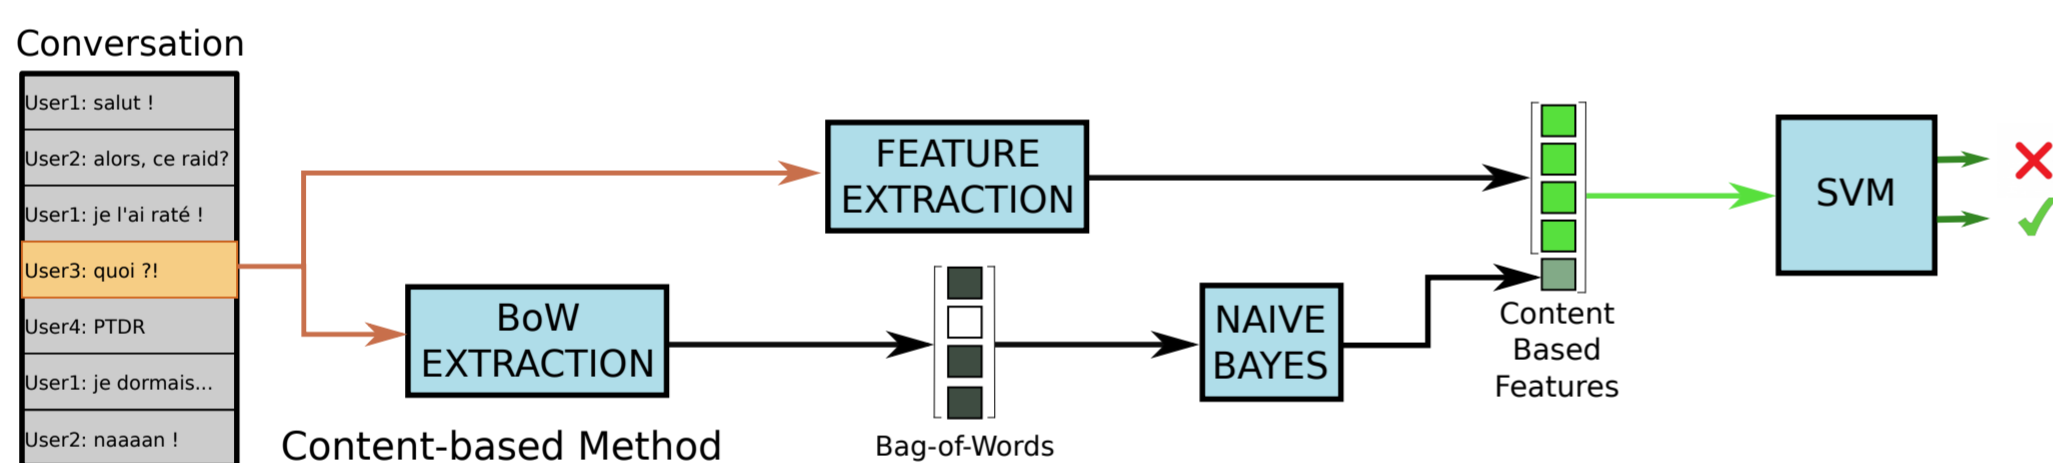 Conversation
User1: salut !
User2: alors, ce raid?
User1: je l'ai raté !
User3: quoi ?!
User4: PTDR
User1: je dormais...
User2: naaaan !
FEATURE
EXTRACTION
BoW
EXTRACTION
Content-based Method
Bag-of-Words
NAIVE
BAYES
Content
Based
Features
SVM